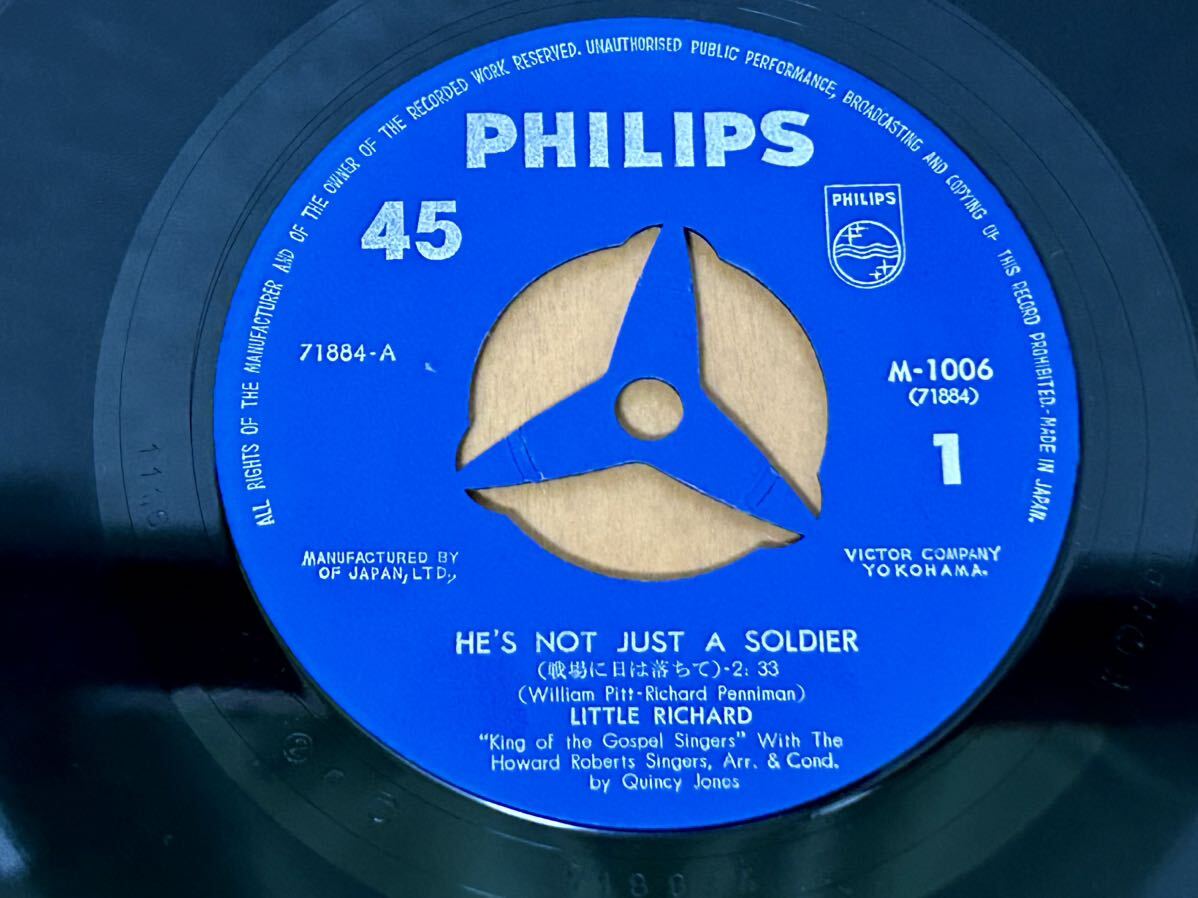 ALL RIGHTS OF THE MANUFACTURER AND OF THE OWNER OF THE RECORDED WORK RESERVED. UNAUTHORISED PUBLIC PERFORMANCE, BROADCASTING AND COPYING OF THIS RECORD PROHIBITED.-MADE IN JAPAN.
PHILIPS
45
PHILIPS
71884-A
M-1006
(71884)
1
MANUFACTURED BY VICTOR COMPANY
OF JAPAN, LTD., YOKOHAMA.
HE'S NOT JUST A SOLDIER
(戦場に日は落ちて)-2: 33
(William Pitt-Richard Penniman)
LITTLE RICHARD
"King of the Gospel Singers" With The
Howard Roberts Singers, Arr. & Cond.
by Quincy Jones